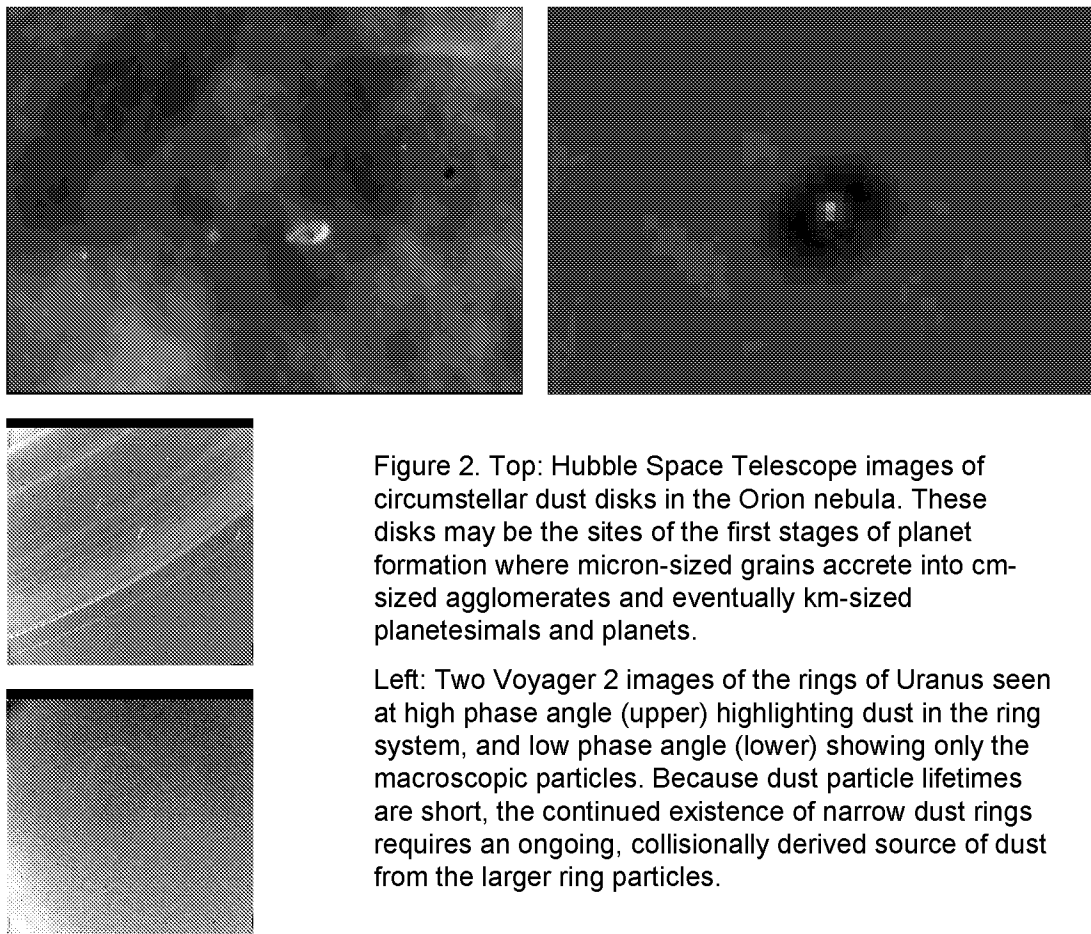 Figure 2. Top: Hubble Space Telescope images of
circumstellar dust disks in the Orion nebula. These
disks may be the sites of the first stages of planet
formation where micron-sized grains accrete into cm-
sized agglomerates and eventually km-sized
planetesimals and planets.
Left: Two Voyager 2 images of the rings of Uranus seen
at high phase angle (upper) highlighting dust in the ring
system, and low phase angle (lower) showing only the
macroscopic particles. Because dust particle lifetimes
are short, the continued existence of narrow dust rings
requires an ongoing, collisionally derived source of dust
from the larger ring particles.